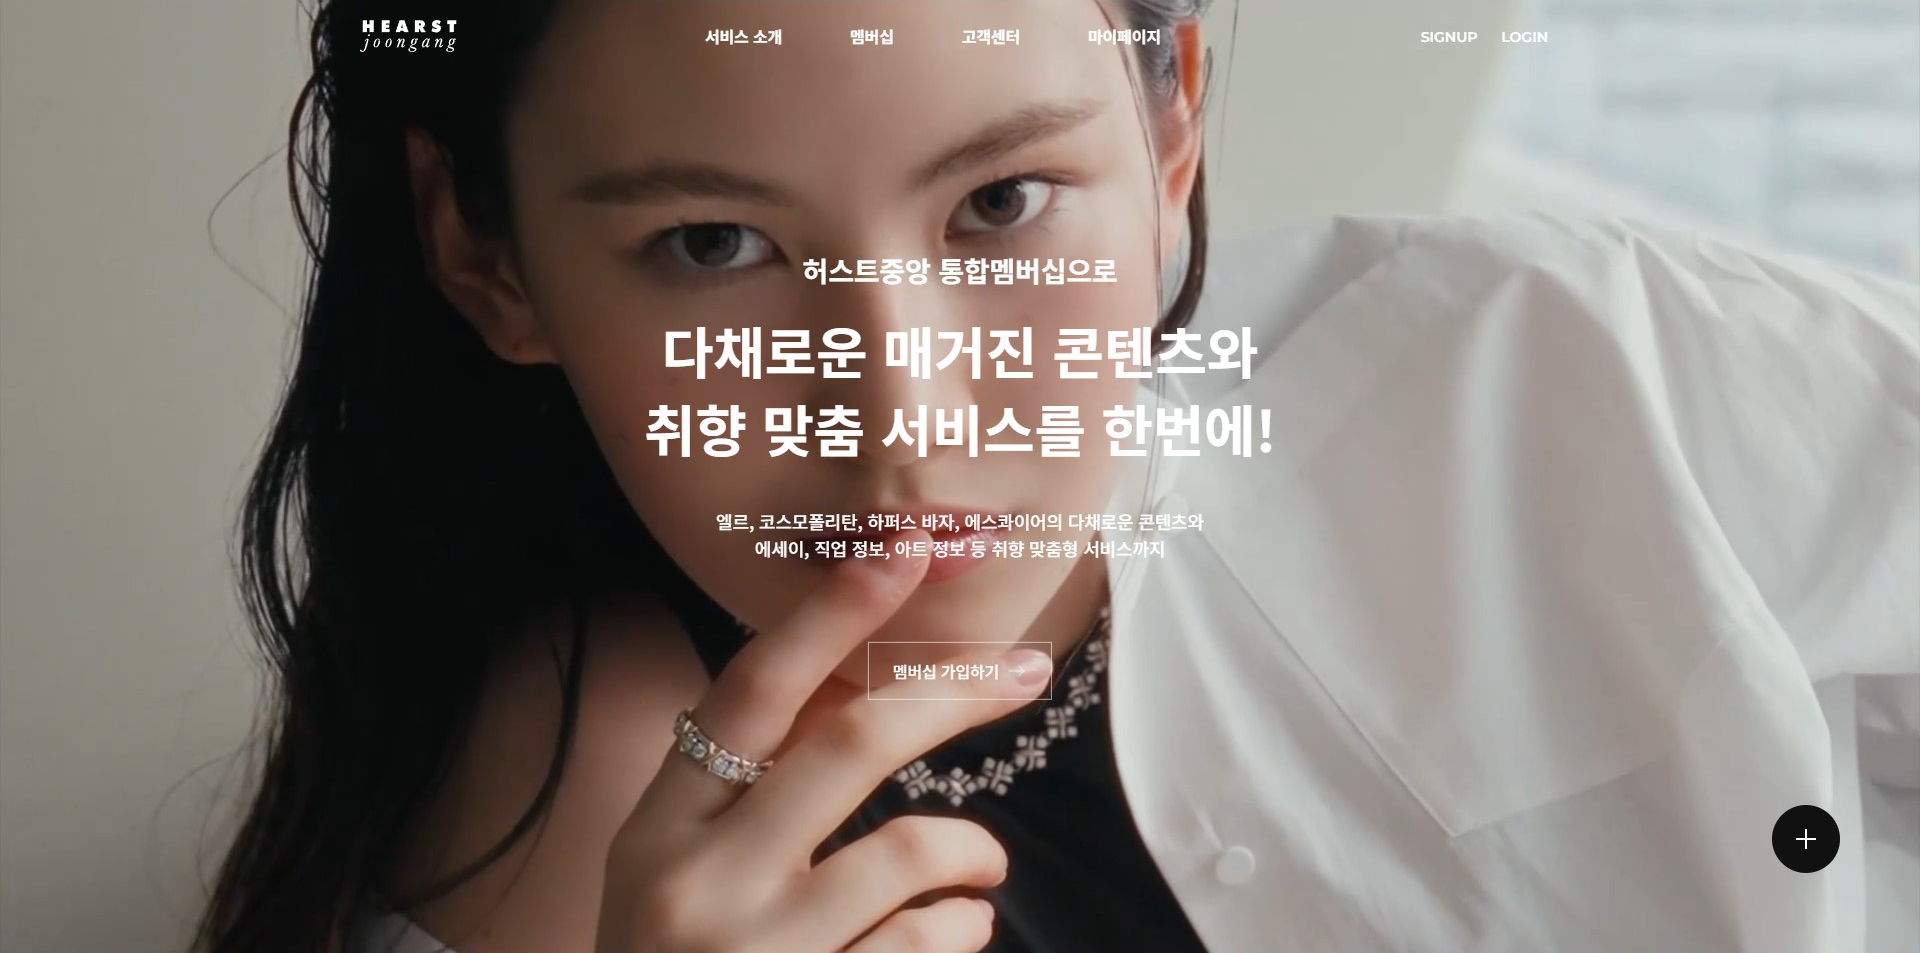 HEARST
joongang
서비스 소개
멤버십
고객센터
마이페이지
SIGNUP
LOGIN
허스트중앙 통합멤버십으로
다채로운 매거진 콘텐츠와
취향 맞춤 서비스를 한번에!
엘르, 코스모폴리탄, 하퍼스 바자, 에스콰이어의 다채로운 콘텐츠와
에세이, 직업 정보, 아트 정보 등 취향 맞춤형 서비스까지
멤버십 가입하기 →